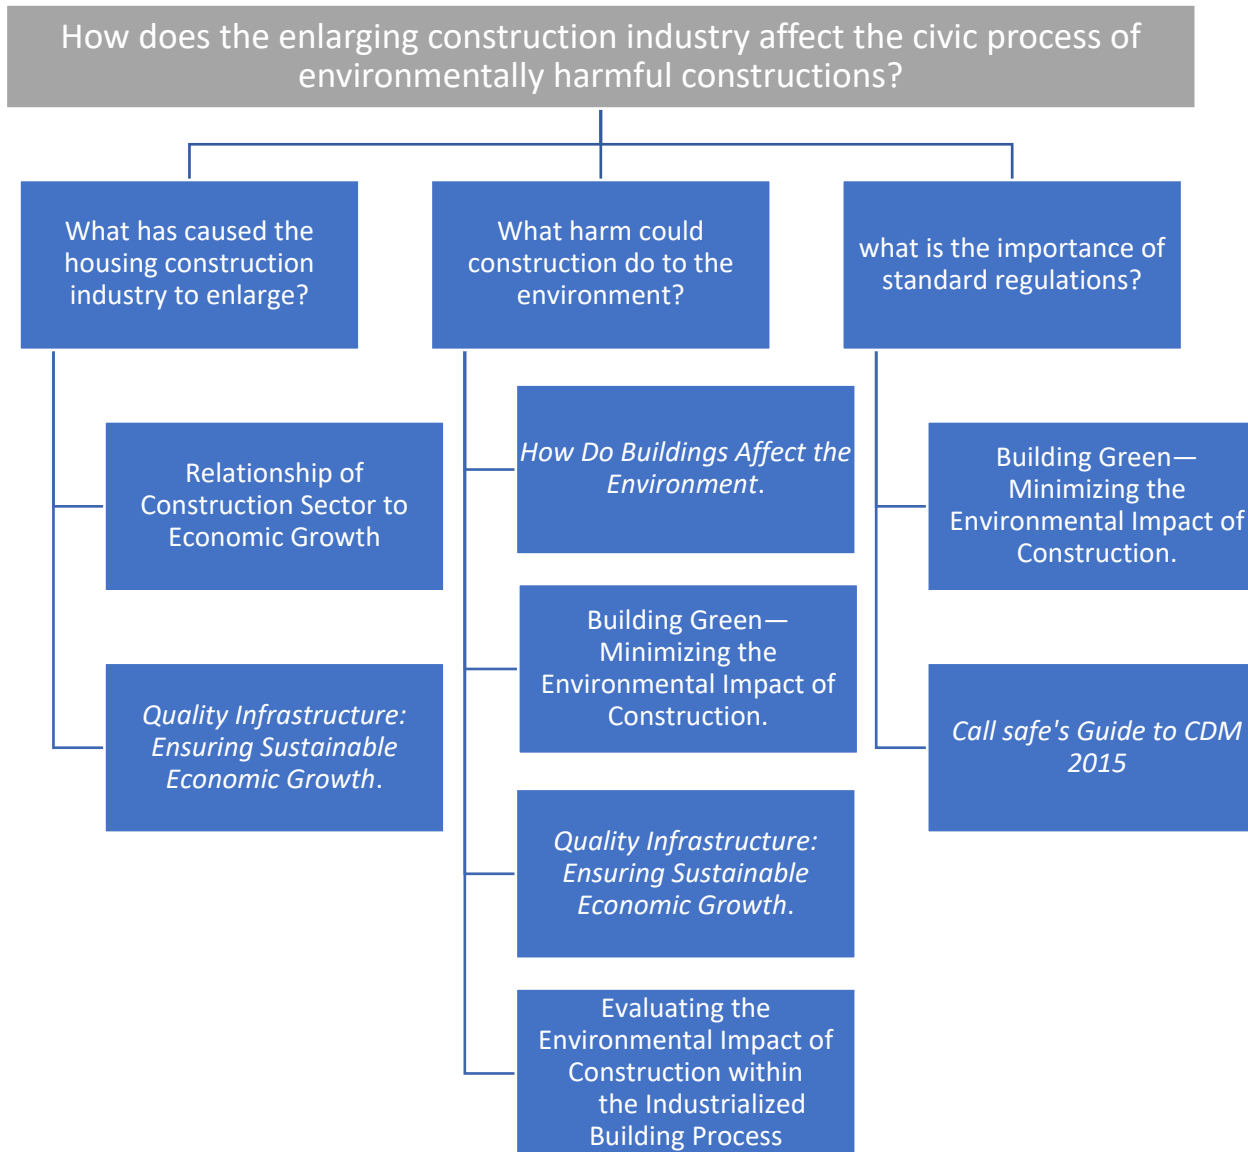 How does the enlarging construction industry affect the civic process of
environmentally harmful constructions?
What has caused the
housing construction
industry to enlarge?
What harm could
construction do to the
environment?
what is the importance of
standard regulations?
Relationship of
Construction Sector to
Economic Growth
Quality Infrastructure:
Ensuring Sustainable
Economic Growth.
How Do Buildings Affect the
Environment.
Building Green—
Minimizing the
Environmental Impact of
Construction.
Quality Infrastructure:
Ensuring Sustainable
Economic Growth.
Evaluating the
Environmental Impact of
Construction within
the Industrialized
Building Process
Building Green—
Minimizing the
Environmental Impact of
Construction.
Call safe's Guide to CDM
2015